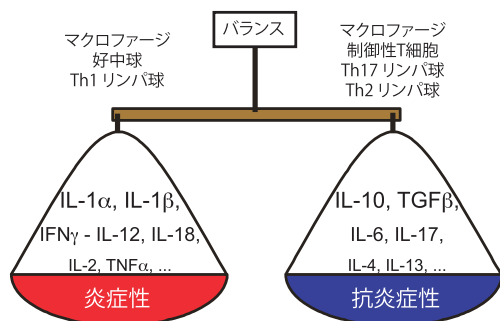 バランス
マクロファージ
好中球
Th1 リンパ球
マクロファージ
制御性T細胞
Th17 リンパ球
Th2 リンパ球
IL-1α, IL-1β,
IFNγ - IL-12, IL-18,
IL-2, TNFα, ...
炎症性
IL-10, TGFβ,
IL-6, IL-17,
IL-4, IL-13, ...
抗炎症性